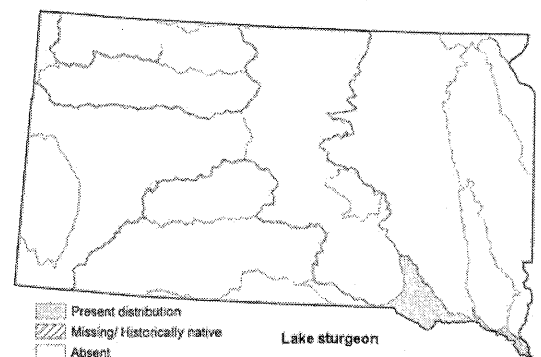 Present distribution
Missing/ Historically native
Lake sturgeon
Absent